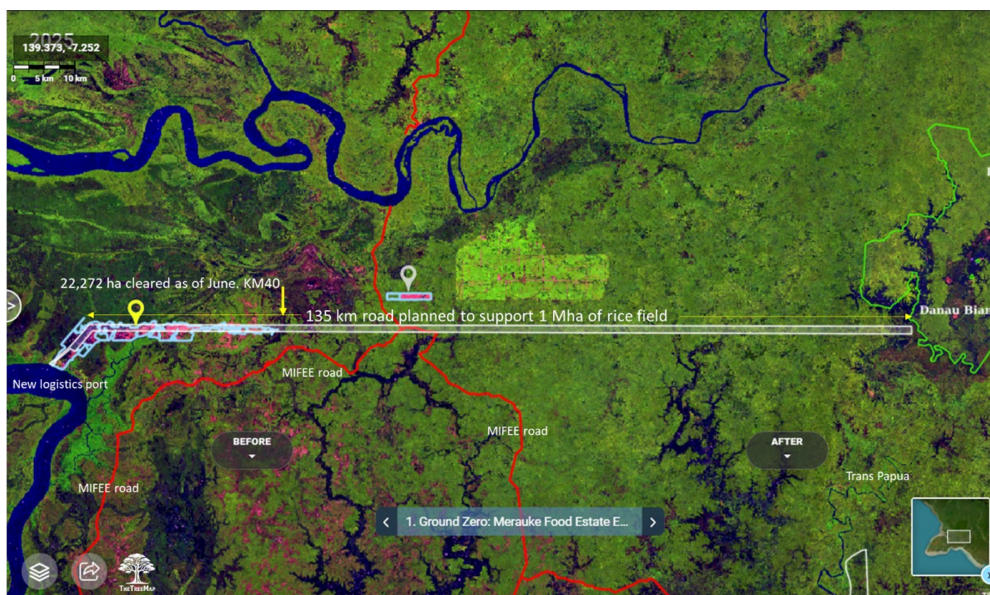 2025
139.373, -7.252
0 5 km 10 km
22,272 ha cleared as of June. KM40
135 km road planned to support 1 Mha of rice field
Danau Bian
New logistics port
MIFEE road
MIFEE road
BEFORE
AFTER
MIFEE road
Trans Papua
1. Ground Zero: Merauke Food Estate E...
THETREEMAP